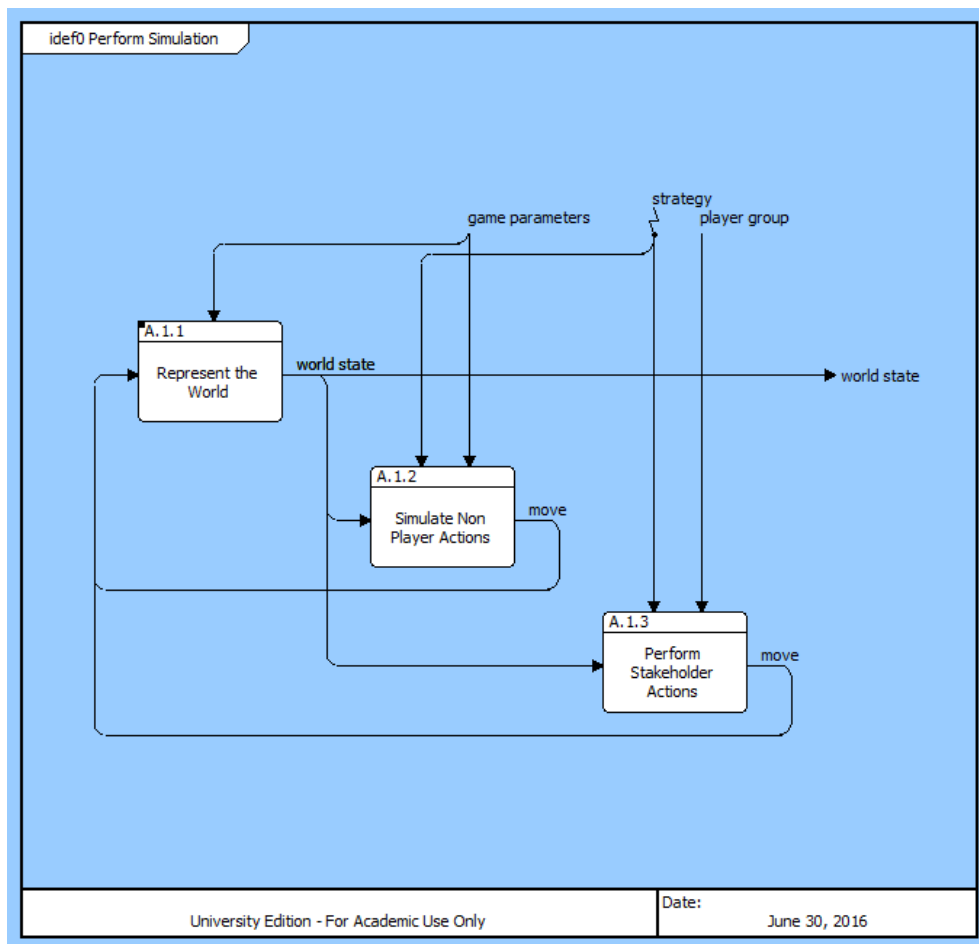 idef0 Perform Simulation
strategy
game parameters
player group
A.1.1
Represent the
World
world state
world state
A.1.2
Simulate Non
Player Actions
move
A.1.3
Perform
Stakeholder
Actions
move
University Edition - For Academic Use Only
Date:
June 30, 2016